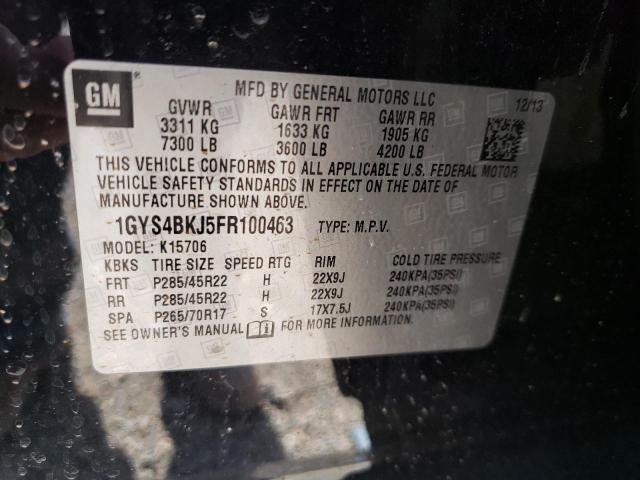 GM
MFD BY GENERAL MOTORS LLC
12/13
GVWR GAWR FRT GAWR RR
3311 KG 1633 KG 1905 KG
7300 LB 3600 LB 4200 LB
THIS VEHICLE CONFORMS TO ALL APPLICABLE U.S. FEDERAL MOTOR
VEHICLE SAFETY STANDARDS IN EFFECT ON THE DATE OF
MANUFACTURE SHOWN ABOVE.
1GYS4BKJ5FR100463 TYPE: M.P.V.
MODEL: K15706
KBKS TIRE SIZE SPEED RTG RIM COLD TIRE PRESSURE
FRT P285/45R22 H 22X9J 240KPA(35PSI)
RR P285/45R22 H 22X9J 240KPA(35PSI)
SPA P265/70R17 S 17X7.5J 240KPA(35PSI)
SEE OWNER'S MANUAL FOR MORE INFORMATION.